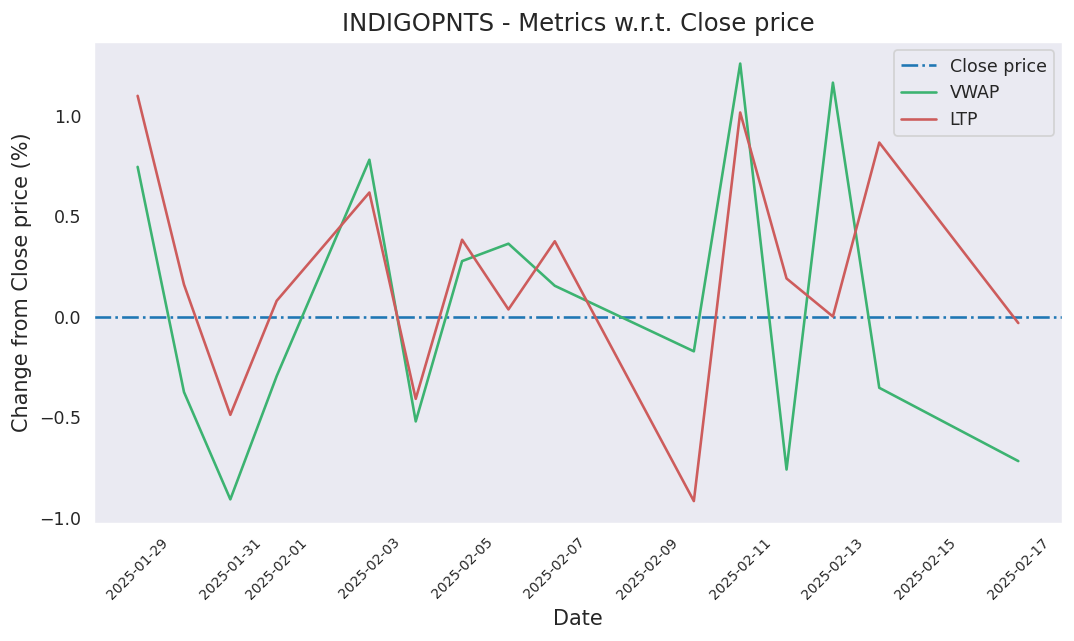 INDIGOPNTS - Metrics w.r.t. Close price
Close price
VWAP
LTP
Change from Close price (%)
1.0
0.5
0.0
−0.5
−1.0
2025-01-29
2025-01-31
2025-02-01
2025-02-03
2025-02-05
2025-02-07
2025-02-09
2025-02-11
2025-02-13
2025-02-15
2025-02-17
Date